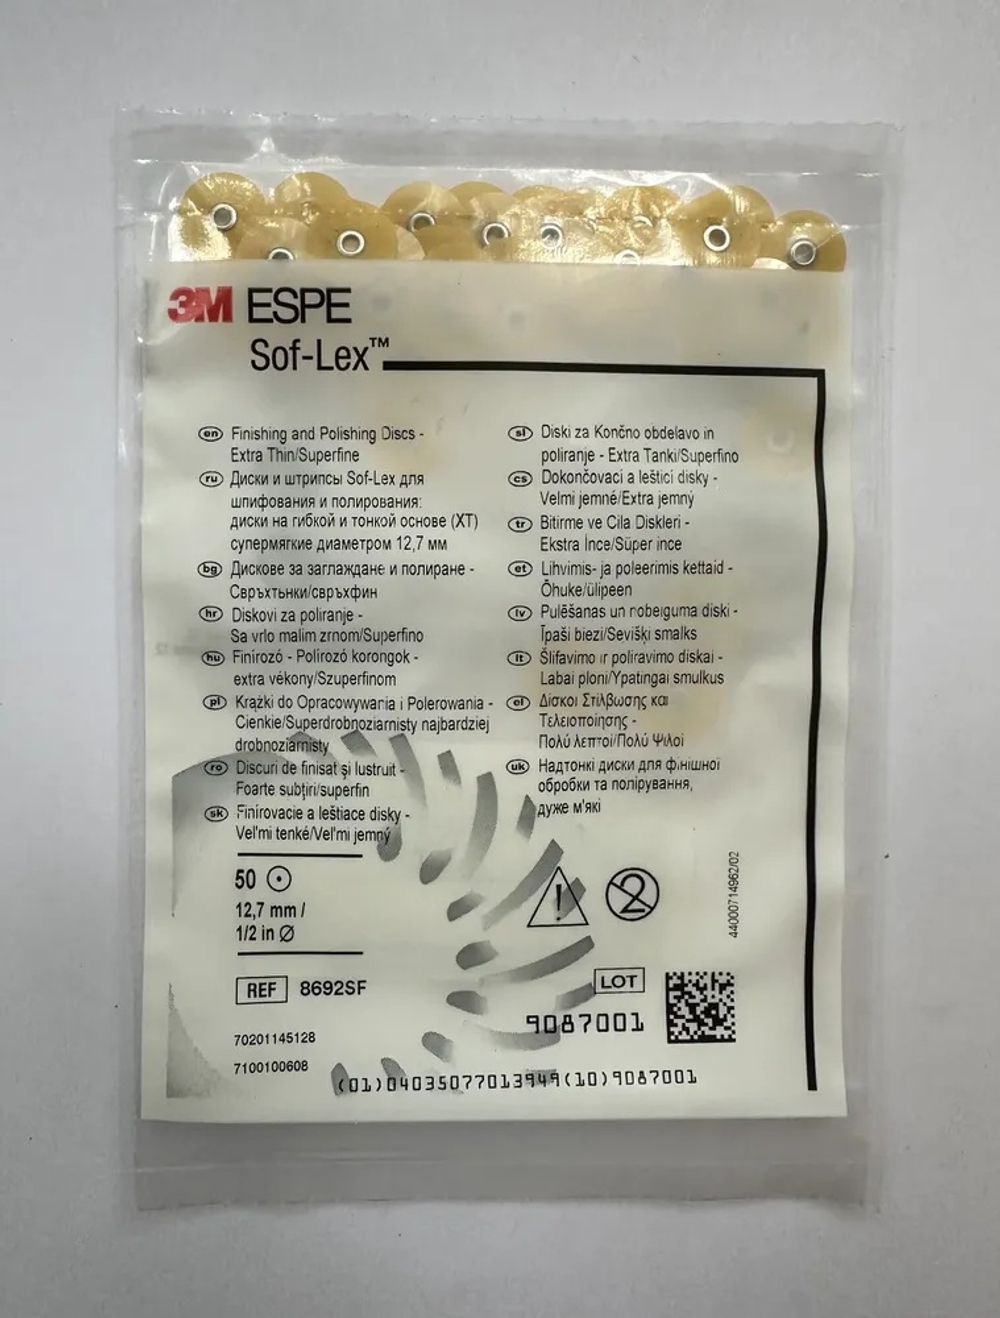 3M ESPE
Sof-Lex™
en Finishing and Polishing Discs -
Extra Thin/Superfine
ru Диски и штрипсы Sof-Lex для
шпифования и полирования:
диски на гибкой и тонкой основе (XT)
супермягкие диаметром 12,7 мм
bg Дискове за заглаждане и полиране -
Свръхтънки/свръхфин
hr Diskovi za poliranje -
Sa vrlo malim zrnom/Superfino
hu Finírozó - Polírozó korongok -
extra vékony/Szuperfinom
pl Krążki do Opracowywania i Polerowania -
Cienkie/Superdrobnoziarnisty najbardziej
drobnoziarnisty
ro Discuri de finisat şi lustruit -
Foarte subţiri/superfin
sk Finírovacie a leštiace disky -
Veľmi tenké/Veľmi jemný
sl Diski za Končno obdelavo in
poliranje - Extra Tanki/Superfino
cs Dokončovací a leštící disky -
Velmi jemné/Extra jemný
tr Bitirme ve Cila Diskleri -
Ekstra İnce/Süper ince
et Lihvimis- ja poleerimis kettaid -
Õhuke/ülipeen
lv Pulēšanas un nobeiguma diski -
Īpaši biezi/Sevišķi smalks
lt Šlifavimo ir poliravimo diskai -
Labai ploni/Ypatingai smulkus
el Δίσκοι Στίλβωσης και
Τελειοποίησης -
Πολύ λεπτοί/Πολύ Ψιλοί
uk Надтонкі диски для фінішної
обробки та полірування,
дуже м'які
50
12,7 mm /
1/2 in Ø
REF 8692SF
70201145128
7100100608
44000714962/02
LOT
9087001
(01)04035077013949(10)9087001